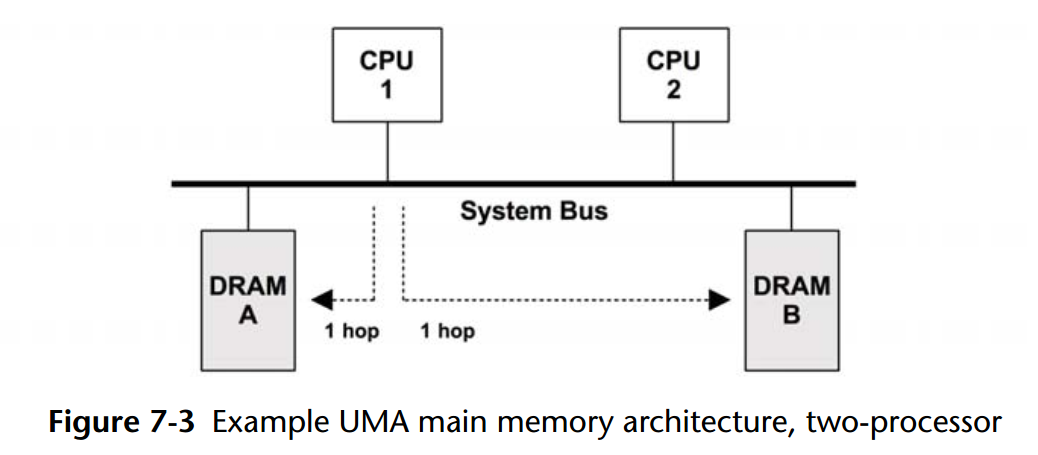 CPU
1
CPU
2
System Bus
DRAM
A
1 hop
1 hop
DRAM
B
Figure 7-3 Example UMA main memory architecture, two-processor